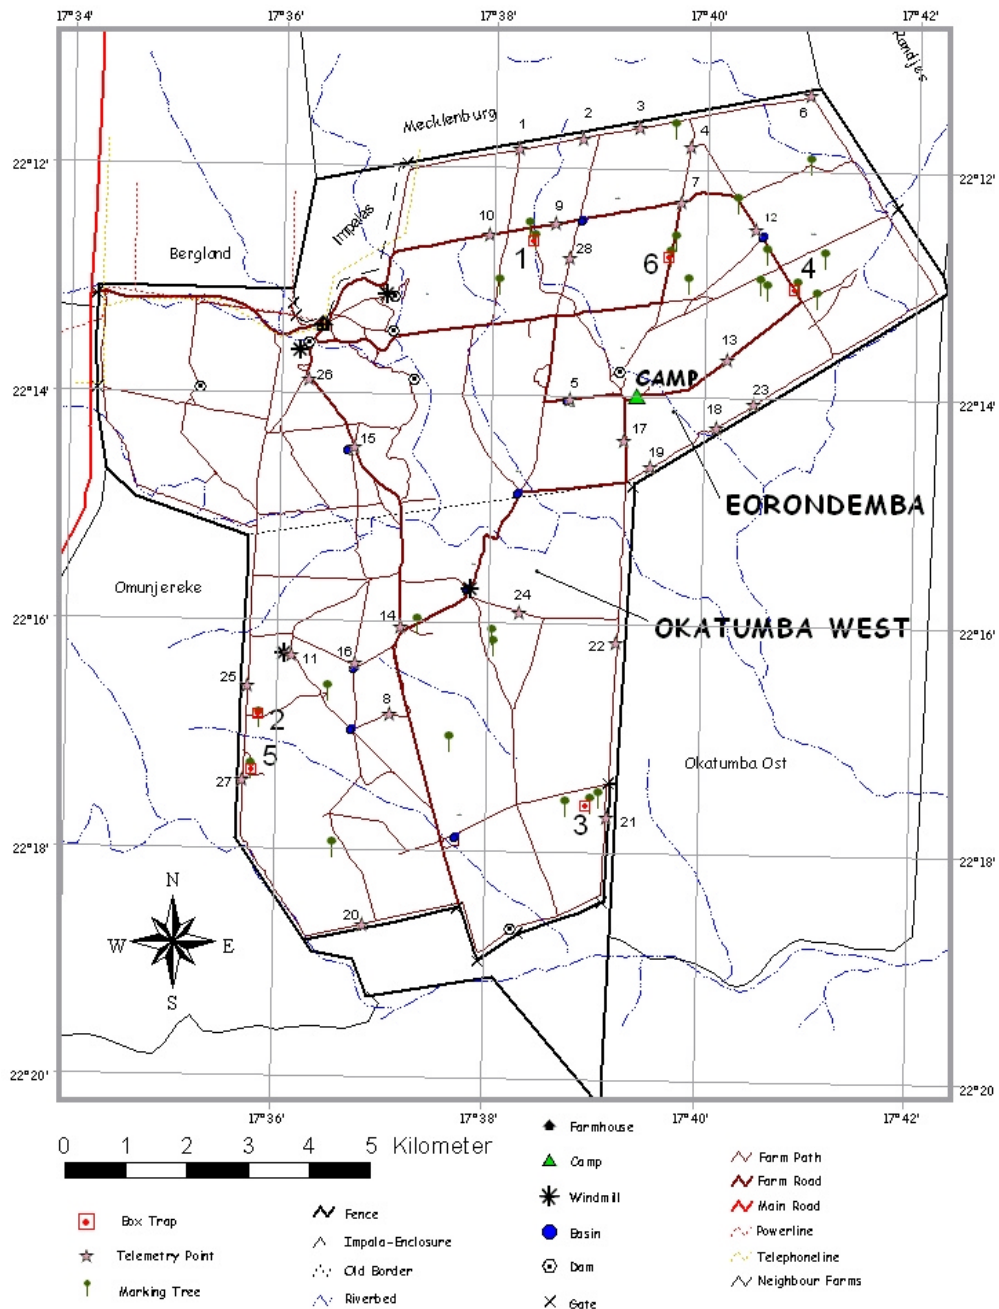 17°34' 17°36' 17°38' 17°40' 17°42'
Randjes
Mecklenburg
1 2 3 4 6
22°12' 22°12'
Impalas
7
10 9 12
Bergland
28
1 6 4
13
26
22°14' 22°14'
5 CAMP
23
15 17 18
19
EORONDEMBA
Omunjereke
24
14
22°16' OKATUMBA WEST 22°16'
16 22
11
25
8
2
5
Okatumba Ost
27
3 21
22°18' 22°18'
N
20
W E
S
22°20' 22°20'
17°36' 17°38' 17°40' 17°42'
0 1 2 3 4 5 Kilometer
Box Trap
Telemetry Point
Marking Tree
Fence
Impala-Enclosure
Old Border
Riverbed
Farmhouse
Camp
Windmill
Basin
Dam
Gate
Farm Path
Farm Road
Main Road
Powerline
Telephoneline
Neighbour Farms